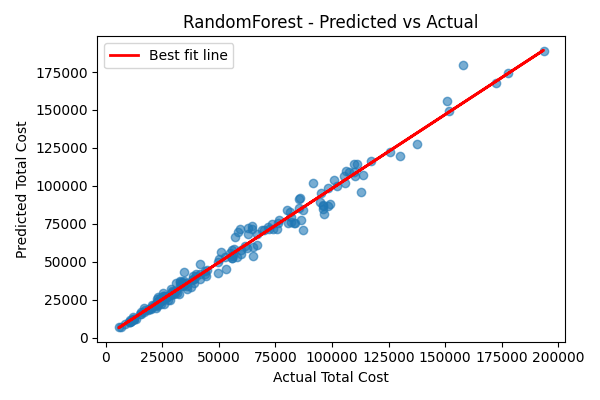 RandomForest - Predicted vs Actual
Best fit line
Predicted Total Cost
175000
150000
125000
100000
75000
50000
25000
0
0 25000 50000 75000 100000 125000 150000 175000 200000
Actual Total Cost